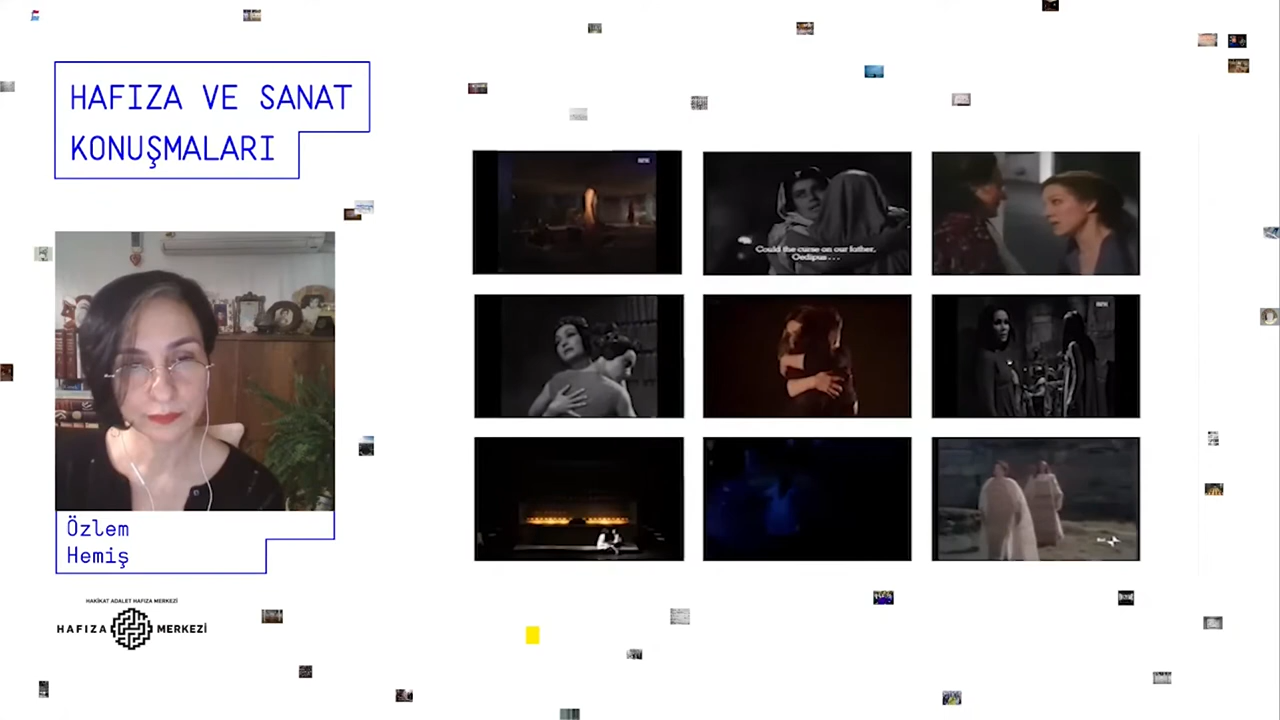 HAFIZA VE SANAT
KONUŞMALARI
Could the curse on our father,
Oedipus...
Özlem
Hemiş
HAKİKAT ADALET HAFIZA MERKEZİ
HAFIZA MERKEZİ